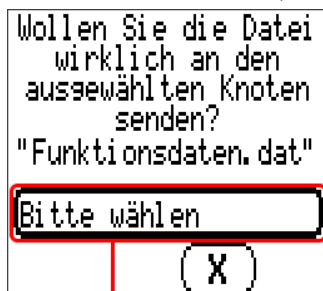 Wollen Sie die Datei
wirklich an den
ausgewählten Knoten
senden?
"Funktionsdaten.dat"
Bitte wählen
X